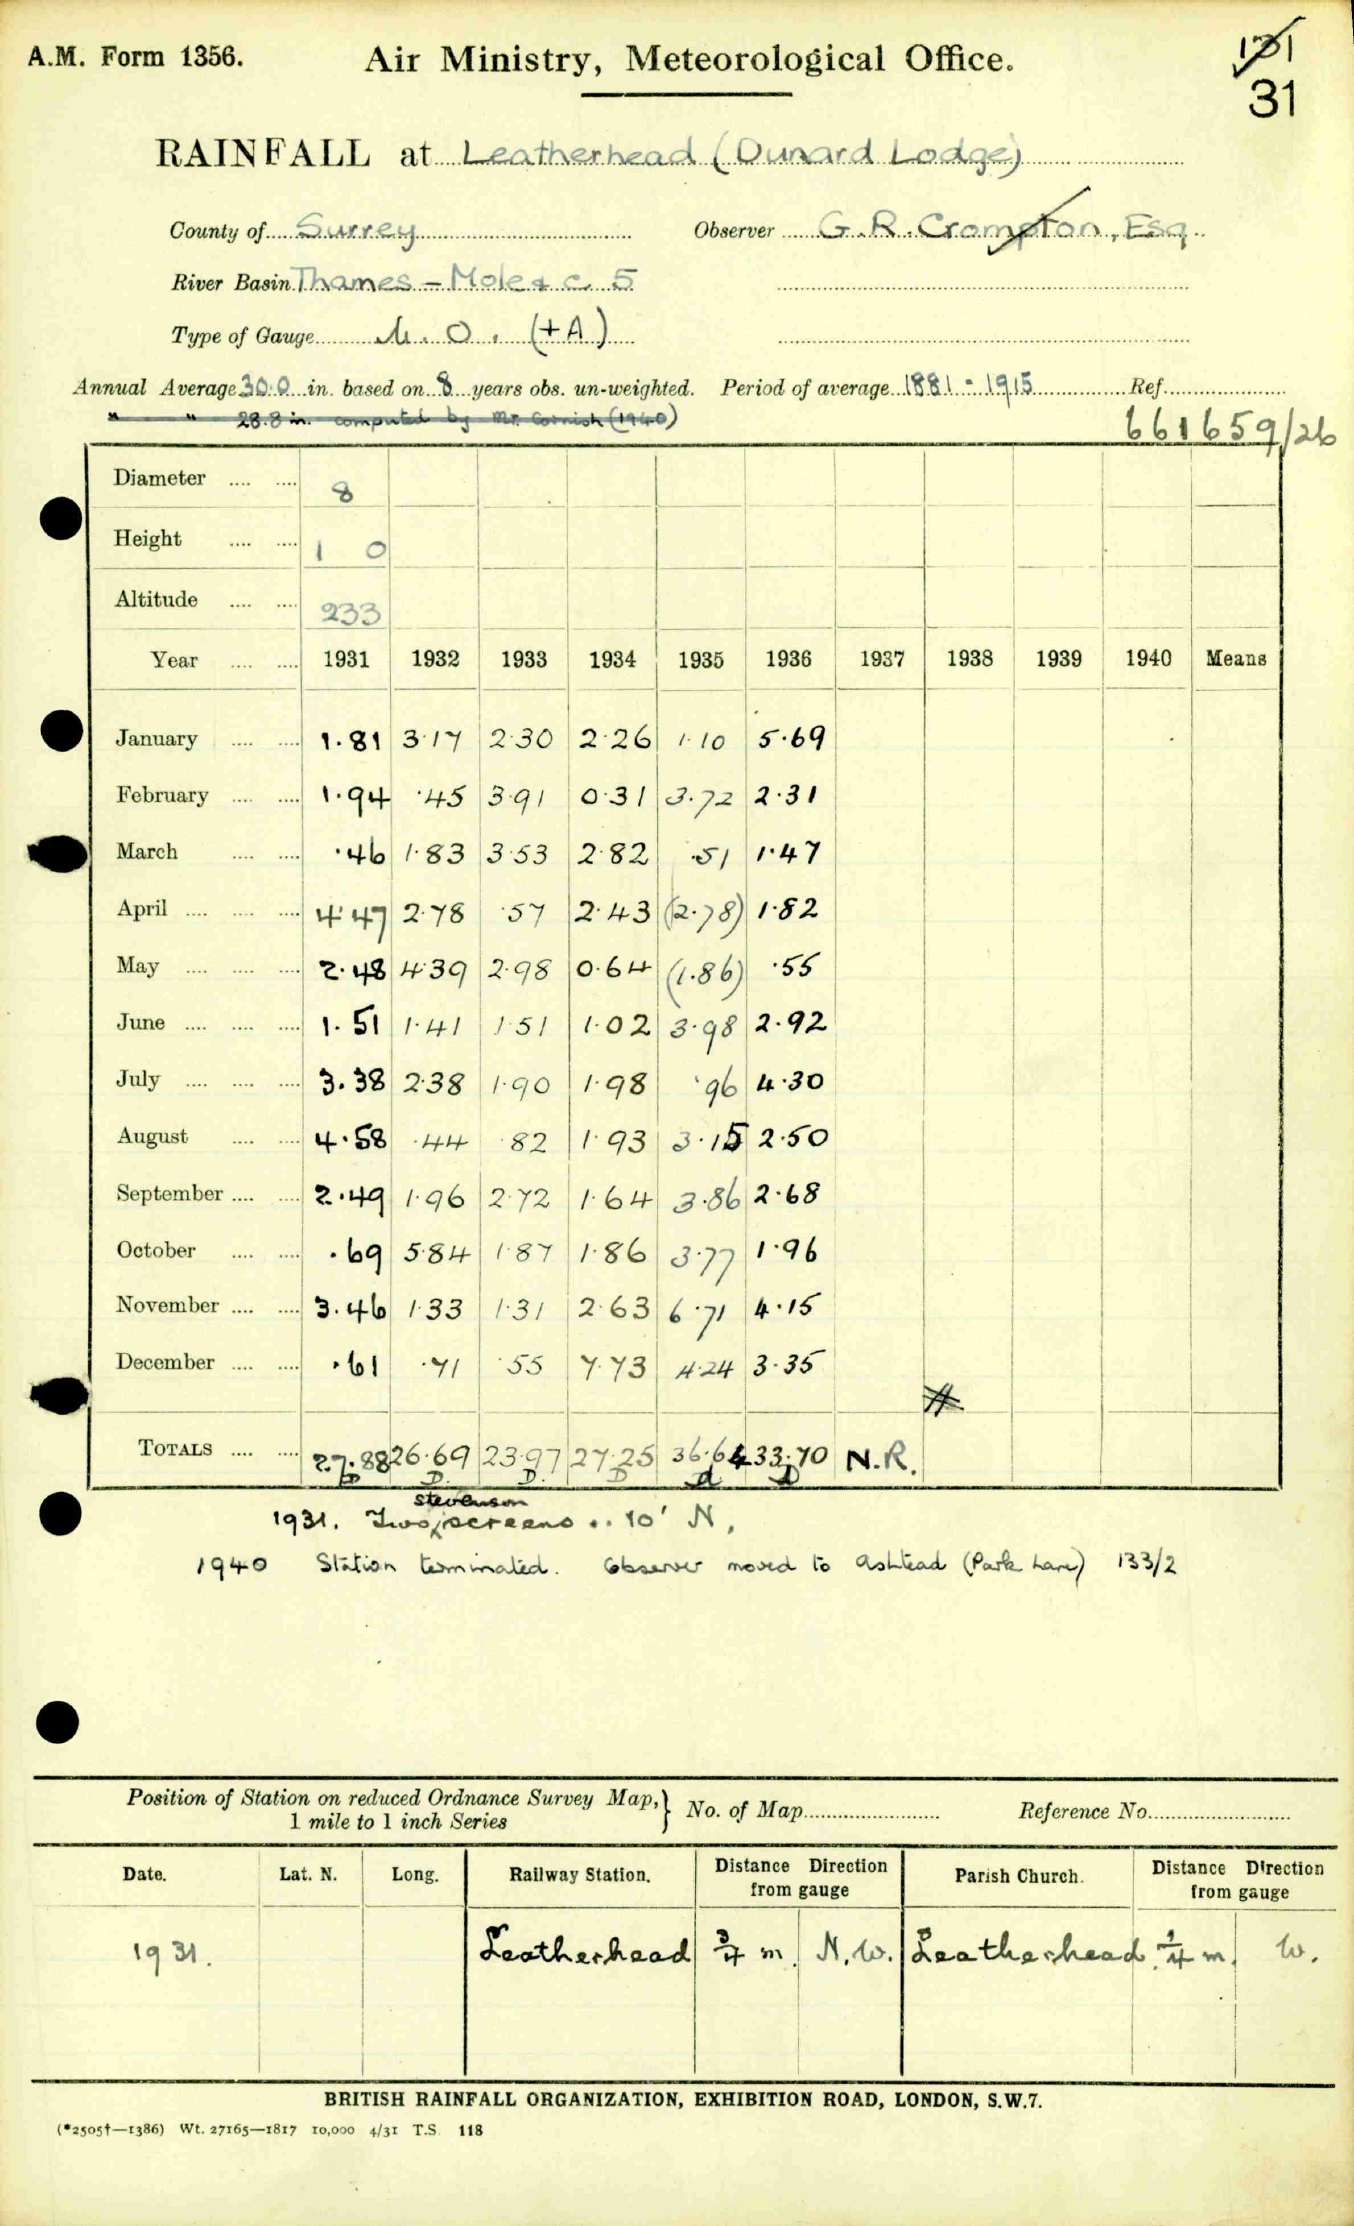 A.M. Form 1356.
Air Ministry, Meteorological Office.
131
31
RAINFALL at Leatherhead (Dunard Lodge)
County of Surrey Observer G. R. Crompton, Esq.
River Basin Thames – Mole & c. 5
Type of Gauge M. O. (+A)
Annual Average 30.0 in. based on 8 years obs. un-weighted. Period of average 1881-1915 Ref.
" " 28.8 in. computed by Mr. Cornish (1940)
661659/26
Diameter .... .... 8
Height .... .... 1 0
Altitude .... .... 233
Year .... .... 1931 1932 1933 1934 1935 1936 1937 1938 1939 1940 Means
January .... .... 1.81 3.17 2.30 2.26 1.10 5.69
February .... .... 1.94 .45 3.91 0.31 3.72 2.31
March .... .... .46 1.83 3.53 2.82 .51 1.47
April .... .... .... 4.47 2.78 .57 2.43 (2.78) 1.82
May .... .... .... 2.48 4.39 2.98 0.64 (1.86) .55
June .... .... .... 1.51 1.41 1.51 1.02 3.98 2.92
July .... .... .... 3.38 2.38 1.90 1.98 .96 4.30
August .... .... 4.58 .44 .82 1.93 3.15 2.50
September .... .... 2.49 1.96 2.72 1.64 3.86 2.68
October .... .... .69 5.84 1.87 1.86 3.77 1.96
November .... .... 3.46 1.33 1.31 2.63 6.71 4.15
December .... .... .61 .71 .55 7.73 4.24 3.35
TOTALS .... .... 27.88 26.69 23.97 27.25 36.64 33.70 N.R.
D D. D. D D D
stevenson
1931. Two screens .. 10' N.
1940 Station terminated. Observer moved to Ashtead (Park Lane) 133/2
Position of Station on reduced Ordnance Survey Map, } No. of Map Reference No.
1 mile to 1 inch Series
Date. Lat. N. Long. Railway Station. Distance Direction from gauge Parish Church. Distance Direction from gauge
1931. Leatherhead 3/4 m. N.W. Leatherhead. 1/4 m. W.
BRITISH RAINFALL ORGANIZATION, EXHIBITION ROAD, LONDON, S.W.7.
(*2505†—1386) Wt. 27165—1817 10,000 4/31 T.S. 118